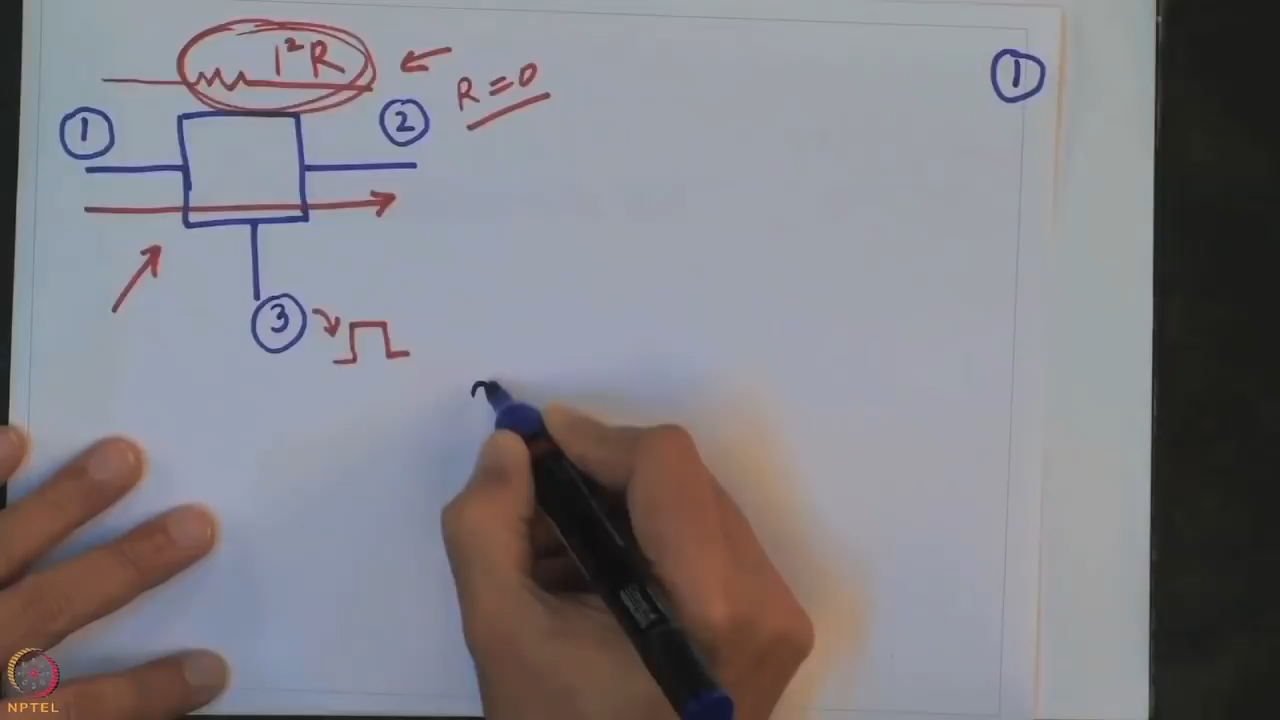 I²R
R = 0
① ②
③
①
NPTEL